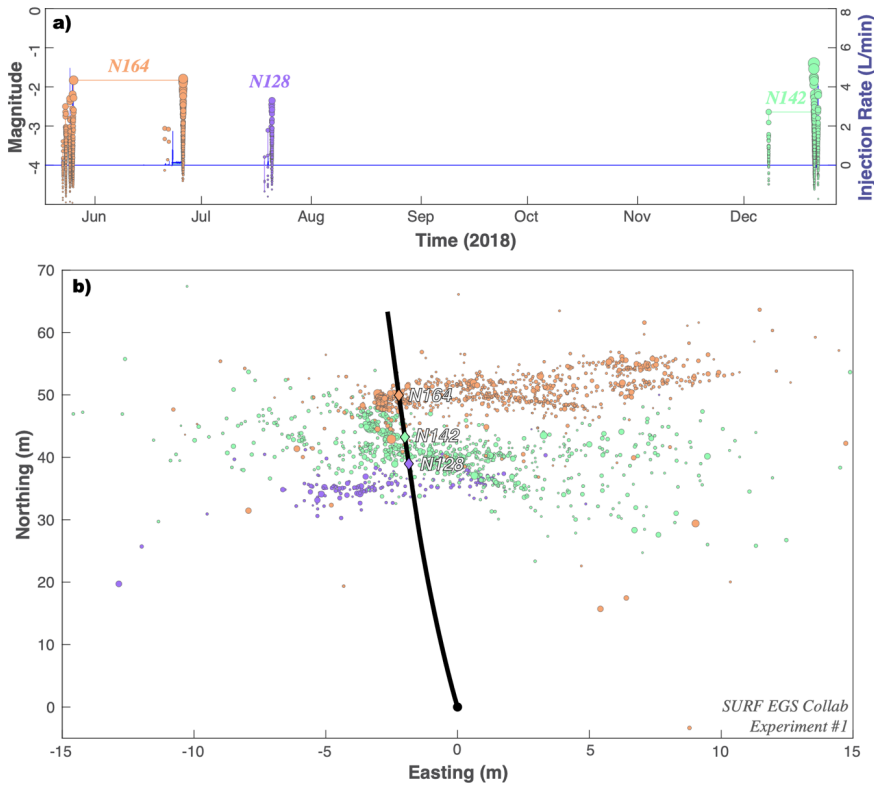 a)
0
-1
-2
-3
-4
Magnitude
N164
N128
N142
8
6
4
2
0
Injection Rate (L/min)
Jun Jul Aug Sep Oct Nov Dec
Time (2018)
b)
70
60
50
40
30
20
10
0
Northing (m)
N164
N142
N128
SURF EGS Collab
Experiment #1
-15 -10 -5 0 5 10 15
Easting (m)